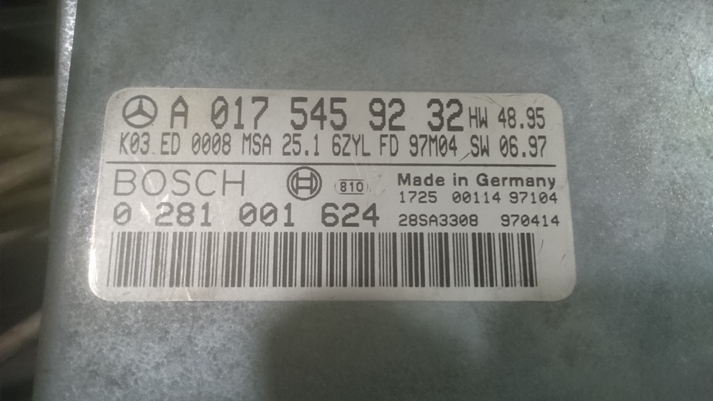 A 017 545 92 32 HW 48.95
K03 ED 0008 MSA 25.1 6ZYL FD 97M04 SW 06.97
BOSCH 810 Made in Germany
1725 00114 97104
0 281 001 624 28SA3308 970414